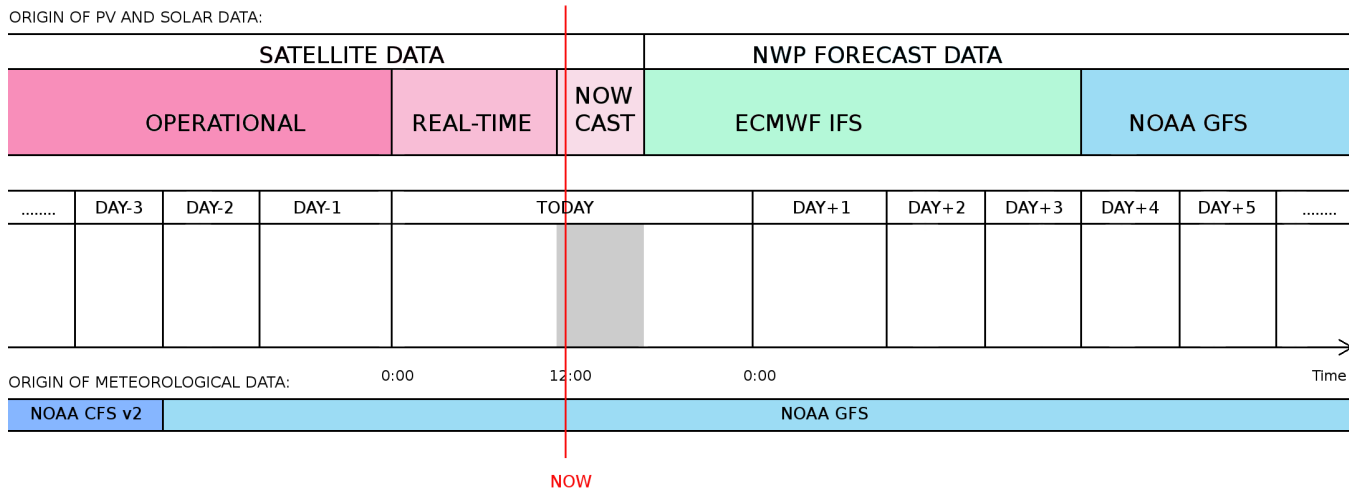 ORIGIN OF PV AND SOLAR DATA:
SATELLITE DATA
NWP FORECAST DATA
OPERATIONAL
REAL-TIME
NOW
CAST
ECMWF IFS
NOAA GFS
........
DAY-3
DAY-2
DAY-1
TODAY
DAY+1
DAY+2
DAY+3
DAY+4
DAY+5
........
0:00
12:00
0:00
Time
ORIGIN OF METEOROLOGICAL DATA:
NOAA CFS v2
NOAA GFS
NOW